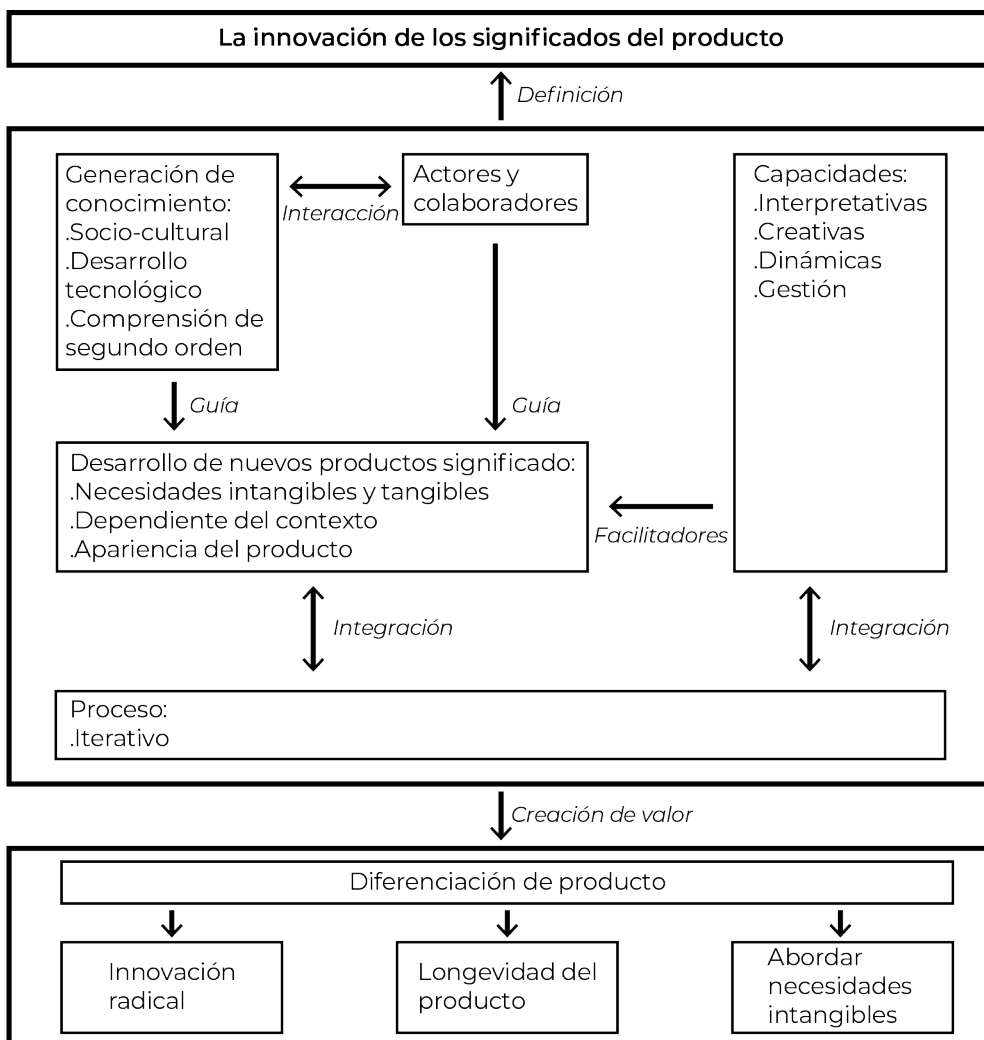 La innovación de los significados del producto
Definición
Generación de
conocimiento:
.Socio-cultural
.Desarrollo
tecnológico
.Comprensión de
segundo orden
Interacción
Actores y
colaboradores
Capacidades:
.Interpretativas
.Creativas
.Dinámicas
.Gestión
Guía
Guía
Desarrollo de nuevos productos significado:
.Necesidades intangibles y tangibles
.Dependiente del contexto
.Apariencia del producto
Facilitadores
Integración
Integración
Proceso:
.Iterativo
Creación de valor
Diferenciación de producto
Innovación
radical
Longevidad del
producto
Abordar
necesidades
intangibles